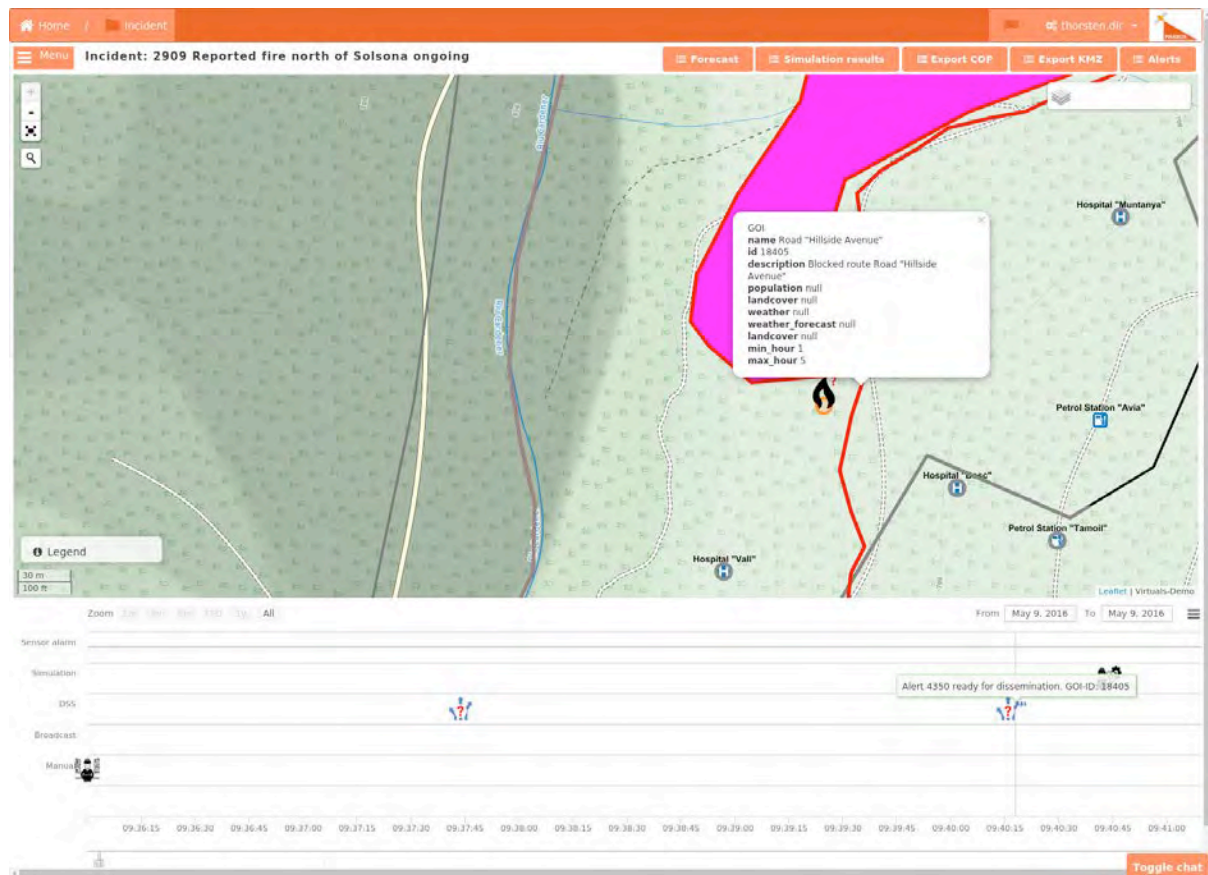 Home / Incident
thorsten.dir
Menu
Incident: 2909 Reported fire north of Solsona ongoing
Forecast
Simulation results
Export COP
Export KMZ
Alerts
Riu Cardener
GOI
name Road "Hillside Avenue"
id 18405
description Blocked route Road "Hillside
Avenue"
population null
landcover null
weather null
weather_forecast null
landcover null
min_hour 1
max_hour 5
Hospital "Muntanya"
Petrol Station "Avia"
Hospital
Petrol Station "Tamoil"
Hospital "Vall"
Legend
30 m
100 ft
Leaflet | Virtuals-Demo
Zoom
YTD
1y
All
From May 9, 2016 To May 9, 2016
Sensor alarm
Simulation
Alert 4350 ready for dissemination. GOI-ID: 18405
DSS
Broadcast
Manual
09:36:15 09:36:30 09:36:45 09:37:00 09:37:15 09:37:30 09:37:45 09:38:00 09:38:15 09:38:30 09:38:45 09:39:00 09:39:15 09:39:30 09:39:45 09:40:00 09:40:15 09:40:30 09:40:45 09:41:00
Toggle chat